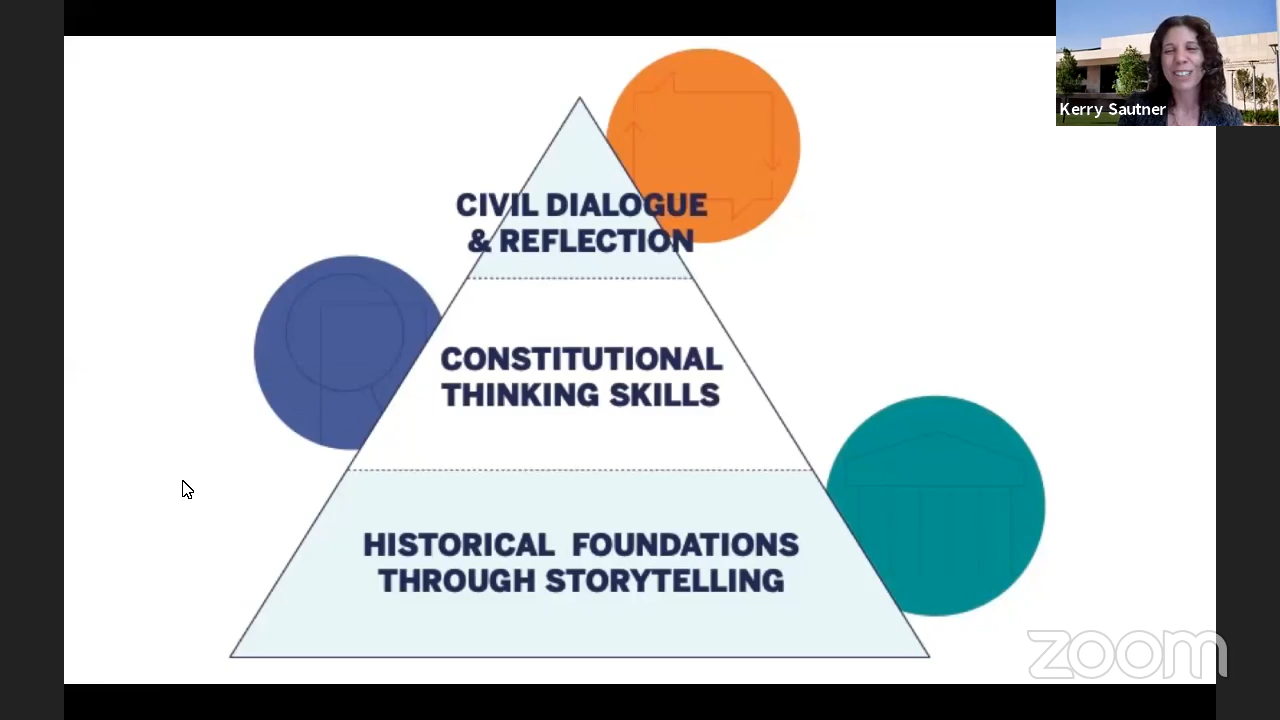 Kerry Sautner
CIVIL DIALOGUE
& REFLECTION
CONSTITUTIONAL
THINKING SKILLS
HISTORICAL FOUNDATIONS
THROUGH STORYTELLING
zoom